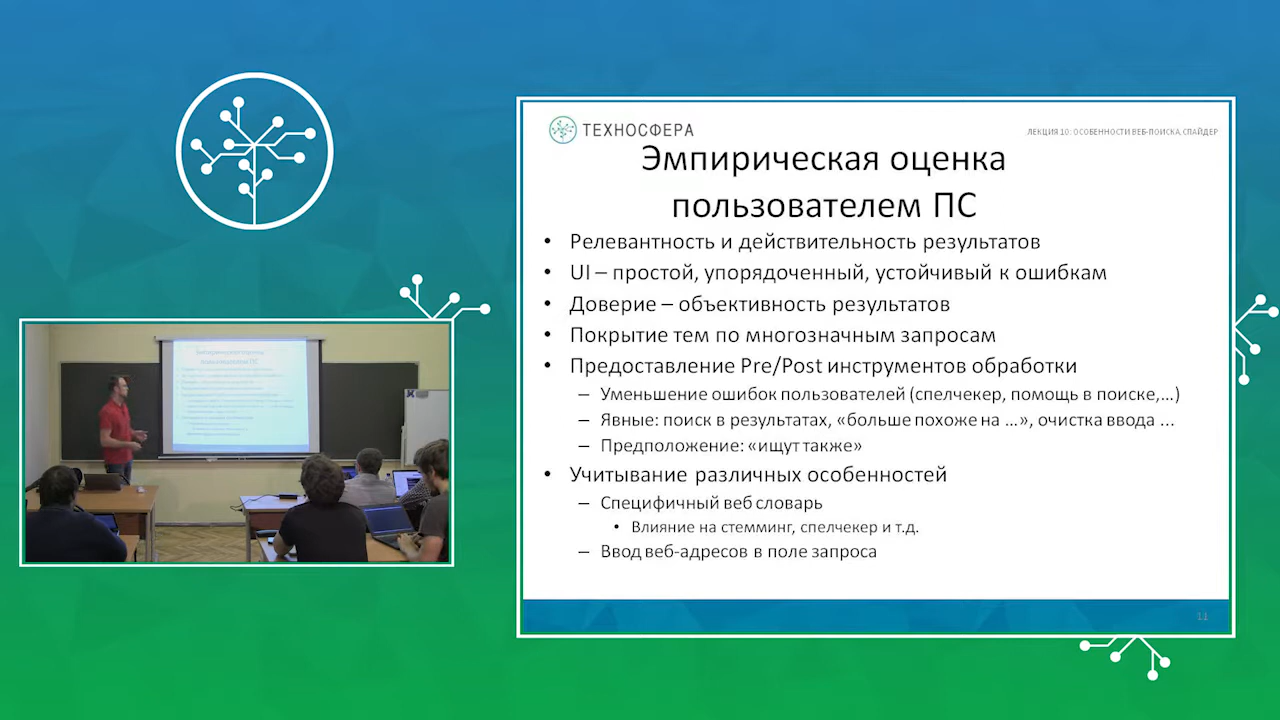 ТЕХНОСФЕРА
ЛЕКЦИЯ 10: ОСОБЕННОСТИ ВЕБ-ПОИСКА, СПАЙДЕР
Эмпирическая оценка
пользователем ПС
• Релевантность и действительность результатов
• UI – простой, упорядоченный, устойчивый к ошибкам
• Доверие – объективность результатов
• Покрытие тем по многозначным запросам
• Предоставление Pre/Post инструментов обработки
– Уменьшение ошибок пользователей (спелчекер, помощь в поиске,…)
– Явные: поиск в результатах, «больше похоже на …», очистка ввода ...
– Предположение: «ищут также»
• Учитывание различных особенностей
– Специфичный веб словарь
• Влияние на стемминг, спелчекер и т.д.
– Ввод веб-адресов в поле запроса
11